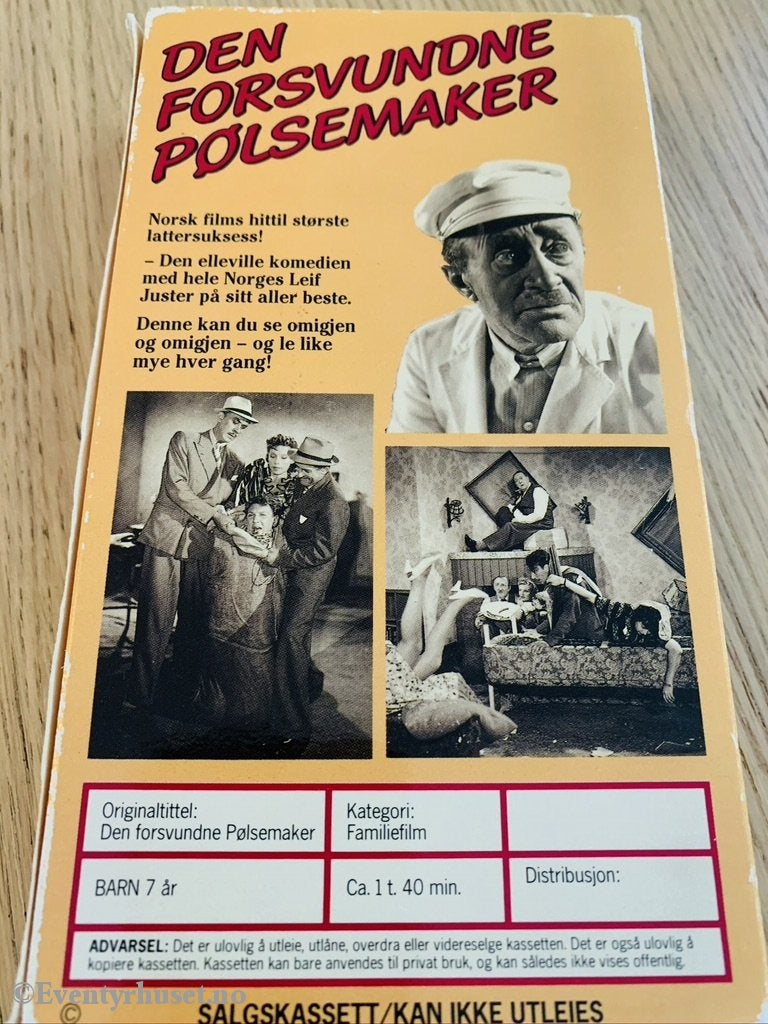 DEN
FORSVUNDNE
PØLSEMAKER
Norsk films hittil største
lattersuksess!
– Den elleville komedien
med hele Norges Leif
Juster på sitt aller beste.
Denne kan du se omigjen
og omigjen – og le like
mye hver gang!
Originaltittel:
Den forsvundne Pølsemaker
Kategori:
Familiefilm
BARN 7 år
Ca. 1 t. 40 min.
Distribusjon:
ADVARSEL: Det er ulovlig å utleie, utlåne, overdra eller videreselge kassetten. Det er også ulovlig å
kopiere kassetten. Kassetten kan bare anvendes til privat bruk, og kan således ikke vises offentlig.
©Eventyrhuset.no
© SALGSKASSETT/KAN IKKE UTLEIES